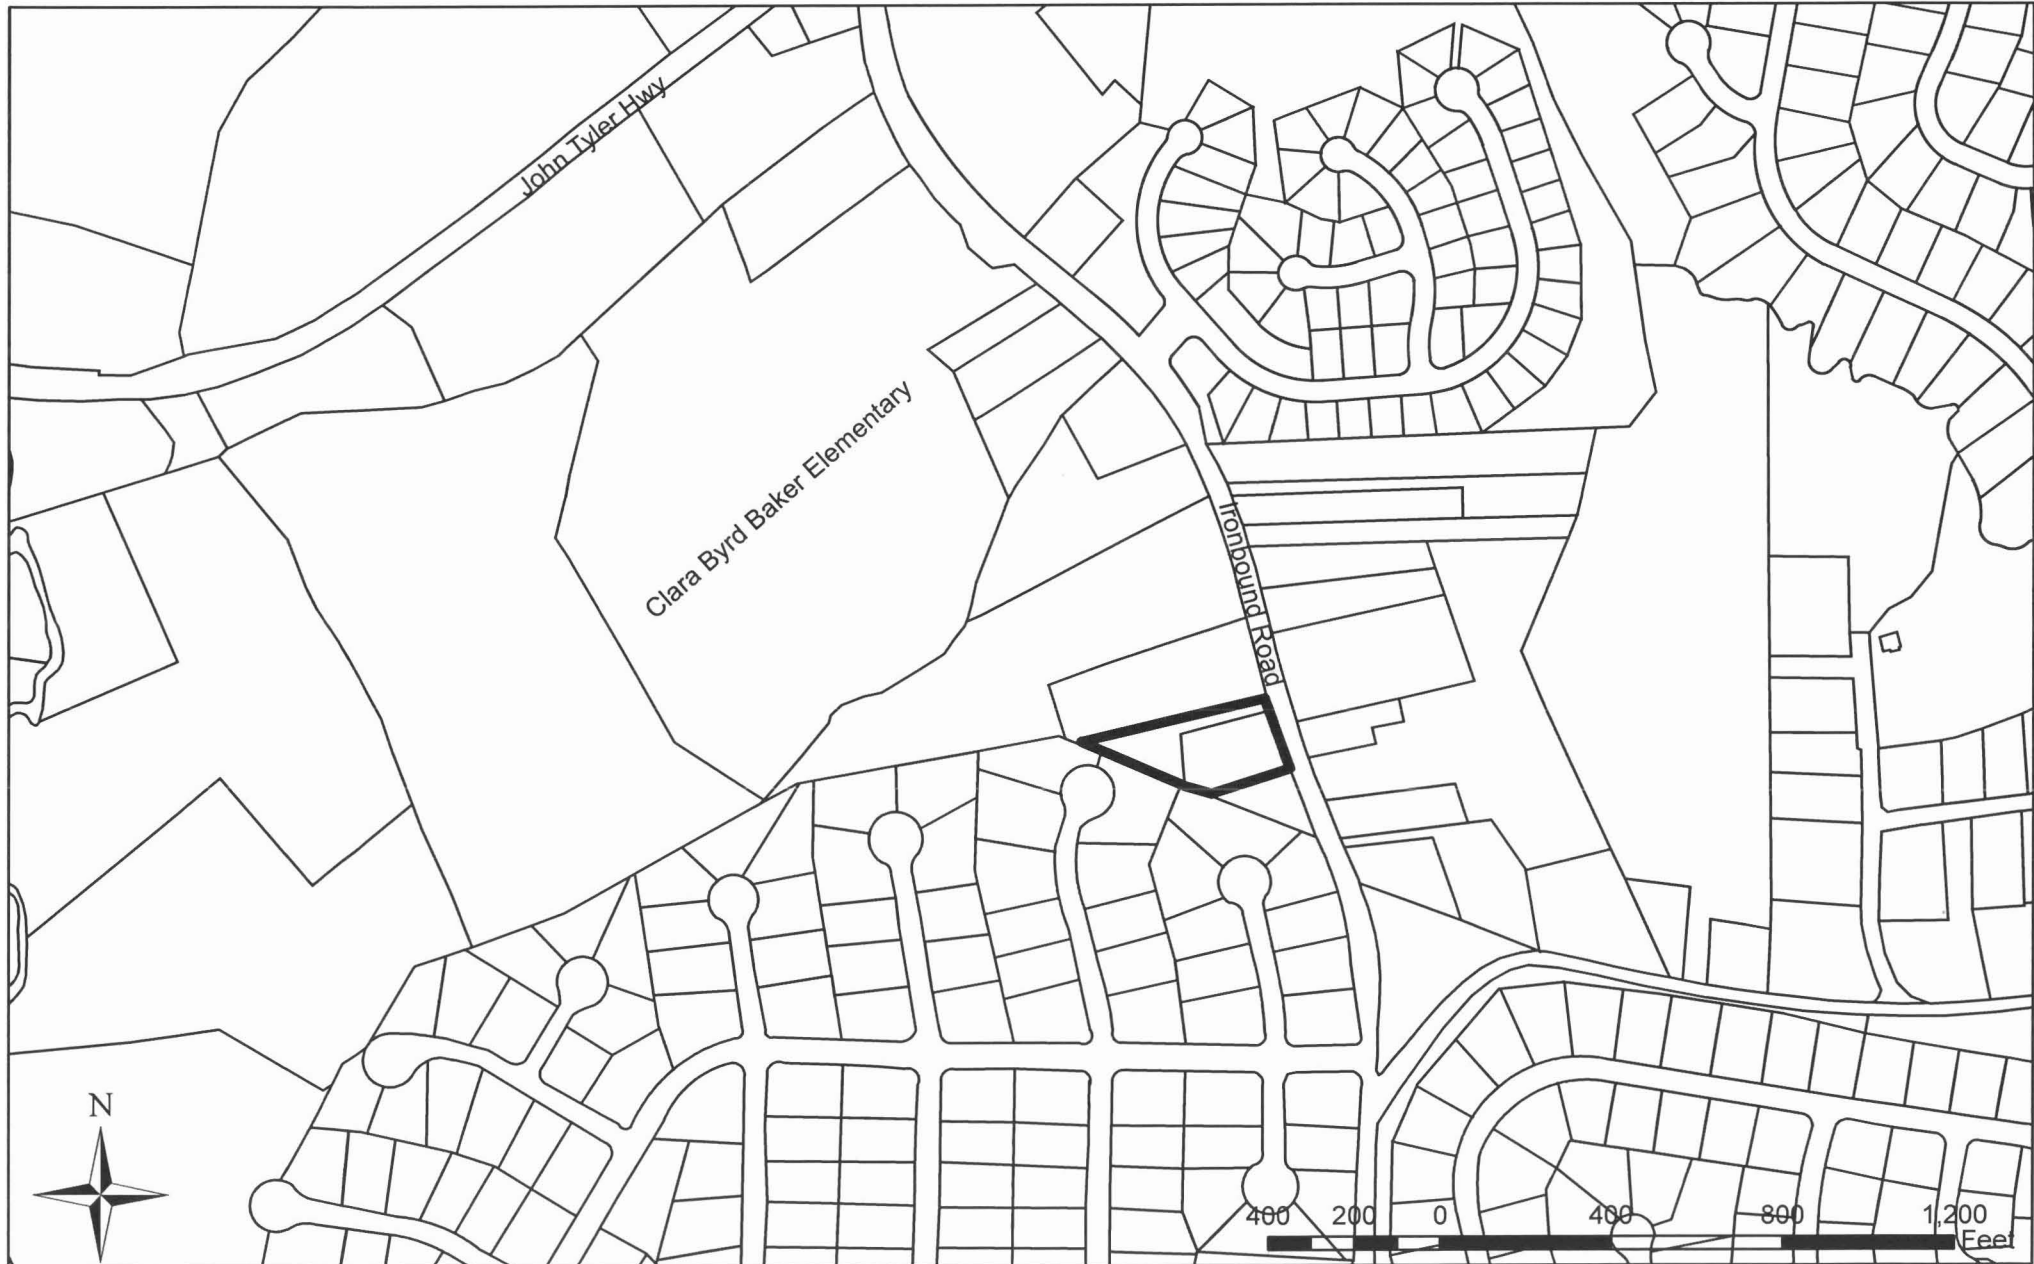 John Tyler Hwy
Clara Byrd Baker Elementary
Ironbound Road
N
400 200 0 400 800 1,200
Feet